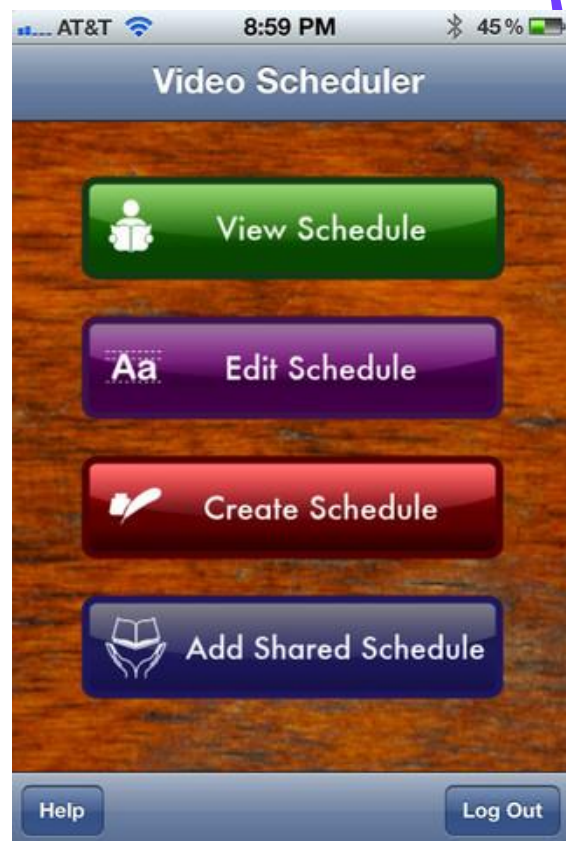 AT&T 8:59 PM 45%
Video Scheduler
View Schedule
Aa Edit Schedule
Create Schedule
Add Shared Schedule
Help Log Out